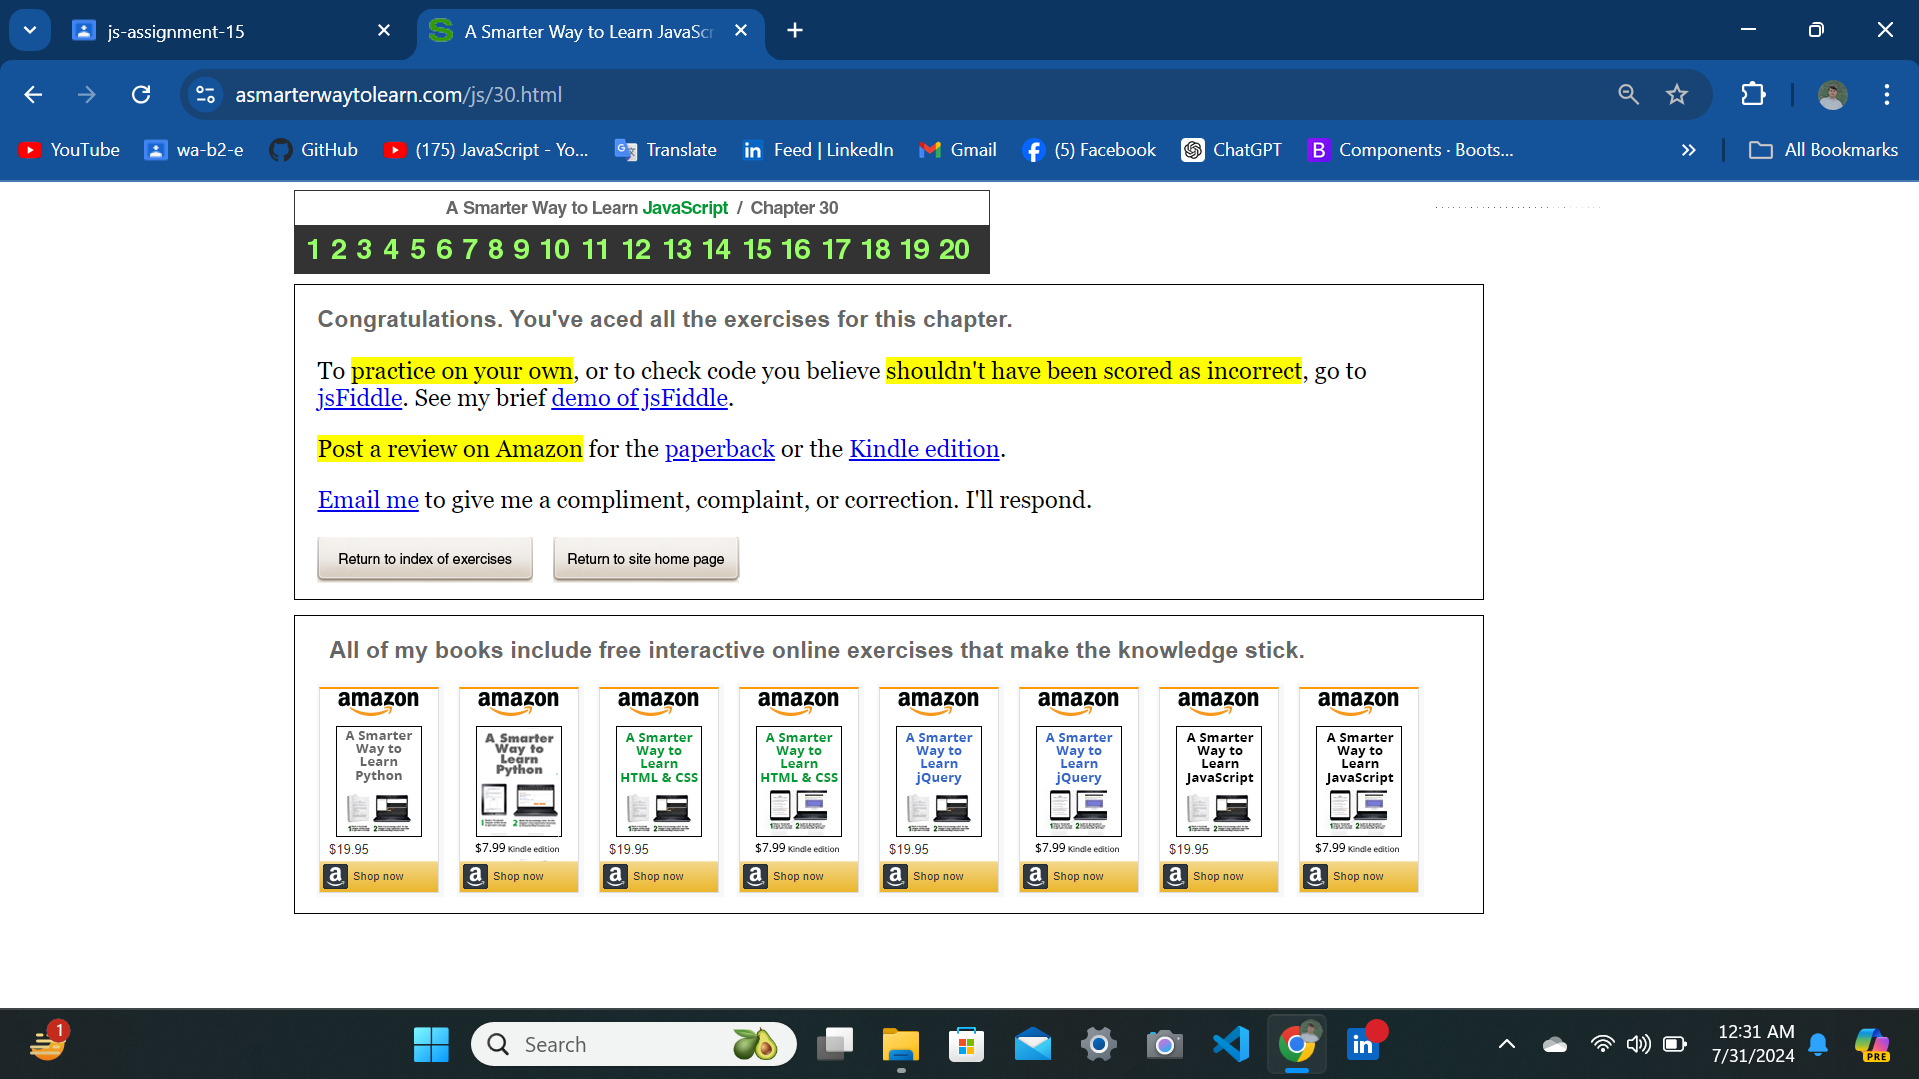 js-assignment-15
A Smarter Way to Learn JavaScr
asmarterwaytolearn.com/js/30.html
YouTube wa-b2-e GitHub (175) JavaScript - Yo... Translate Feed | LinkedIn Gmail (5) Facebook ChatGPT Components · Boots... » All Bookmarks
A Smarter Way to Learn JavaScript / Chapter 30
1 2 3 4 5 6 7 8 9 10 11 12 13 14 15 16 17 18 19 20
Congratulations. You've aced all the exercises for this chapter.
To practice on your own, or to check code you believe shouldn't have been scored as incorrect, go to
jsFiddle. See my brief demo of jsFiddle.
Post a review on Amazon for the paperback or the Kindle edition.
Email me to give me a compliment, complaint, or correction. I'll respond.
Return to index of exercises Return to site home page
All of my books include free interactive online exercises that make the knowledge stick.
amazon amazon amazon amazon amazon amazon amazon amazon
A Smarter A Smarter A Smarter A Smarter A Smarter A Smarter A Smarter A Smarter
Way to Way to Way to Way to Way to Way to Way to Way to
Learn Learn Learn Learn Learn Learn Learn Learn
Python Python HTML & CSS HTML & CSS jQuery jQuery JavaScript JavaScript
$19.95 $7.99 Kindle edition $19.95 $7.99 Kindle edition $19.95 $7.99 Kindle edition $19.95 $7.99 Kindle edition
a Shop now a Shop now a Shop now a Shop now a Shop now a Shop now a Shop now a Shop now
1 Search in PRE
12:31 AM
7/31/2024